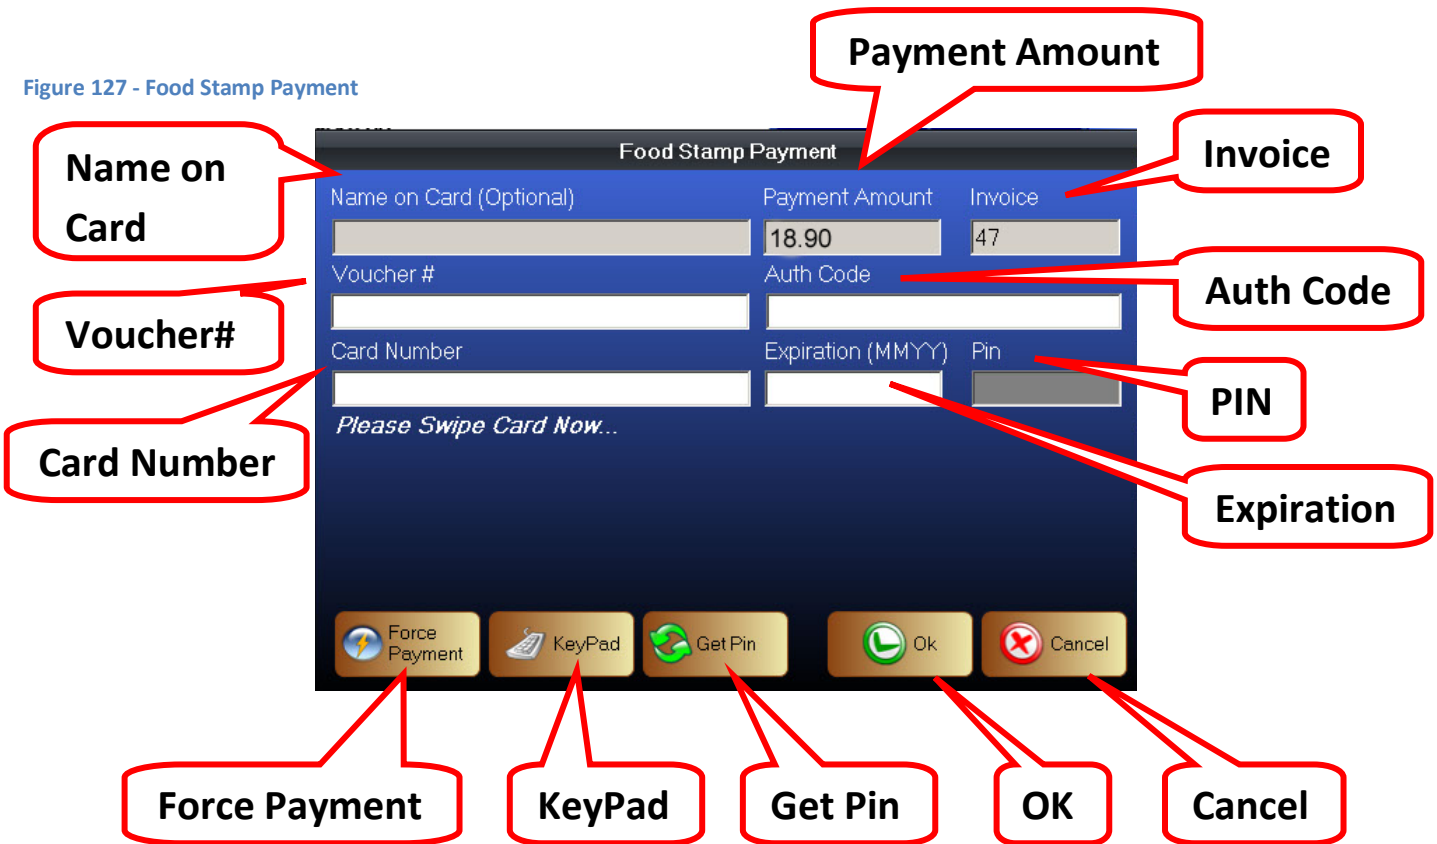 Payment Amount
Figure 127 - Food Stamp Payment
Name on
Card
Invoice
Food Stamp Payment
Name on Card (Optional)
Payment Amount
Invoice
18.90
47
Voucher #
Auth Code
Auth Code
Voucher#
Card Number
Expiration (MMYY)
Pin
PIN
Please Swipe Card Now...
Card Number
Expiration
Force
Payment
KeyPad
Get Pin
Ok
Cancel
Force Payment
KeyPad
Get Pin
OK
Cancel